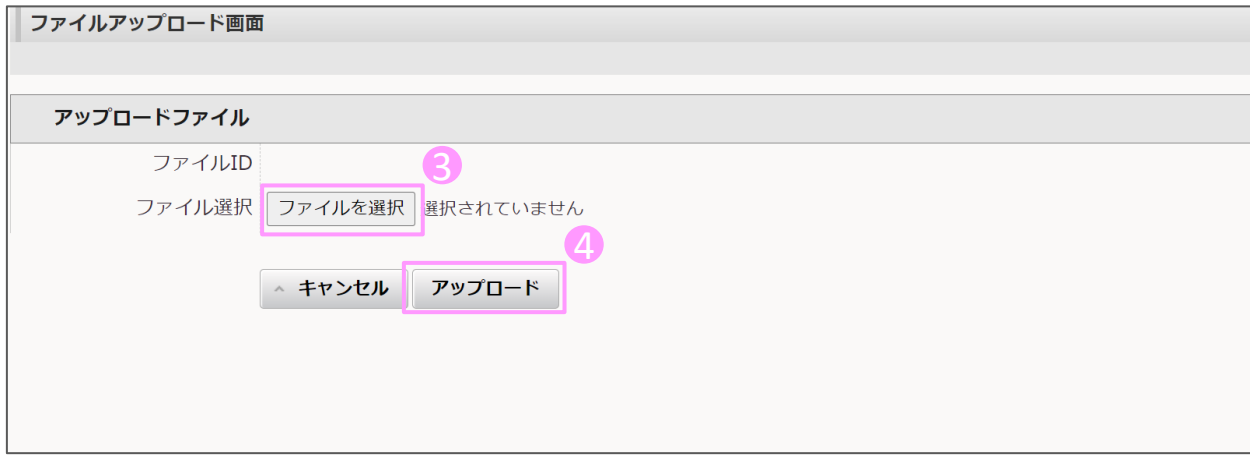 ファイルアップロード画面
アップロードファイル
ファイルID
3
ファイル選択 ファイルを選択 選択されていません
4
キャンセル アップロード